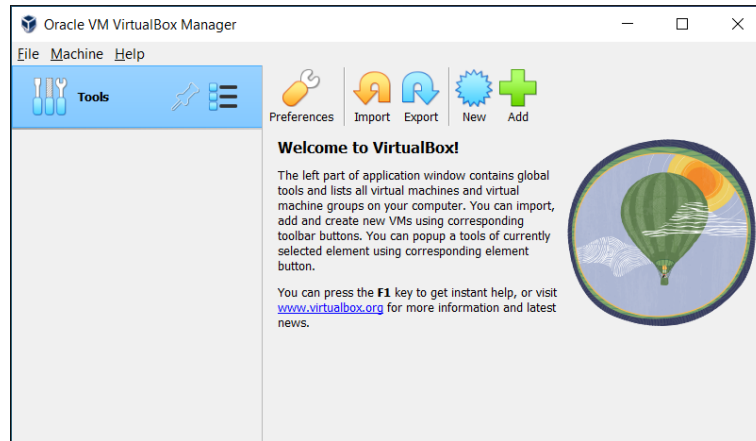 Oracle VM VirtualBox Manager
File Machine Help
Tools
Preferences Import Export New Add
Welcome to VirtualBox!
The left part of application window contains global
tools and lists all virtual machines and virtual
machine groups on your computer. You can import,
add and create new VMs using corresponding
toolbar buttons. You can popup a tools of currently
selected element using corresponding element
button.
You can press the F1 key to get instant help, or visit
www.virtualbox.org for more information and latest
news.